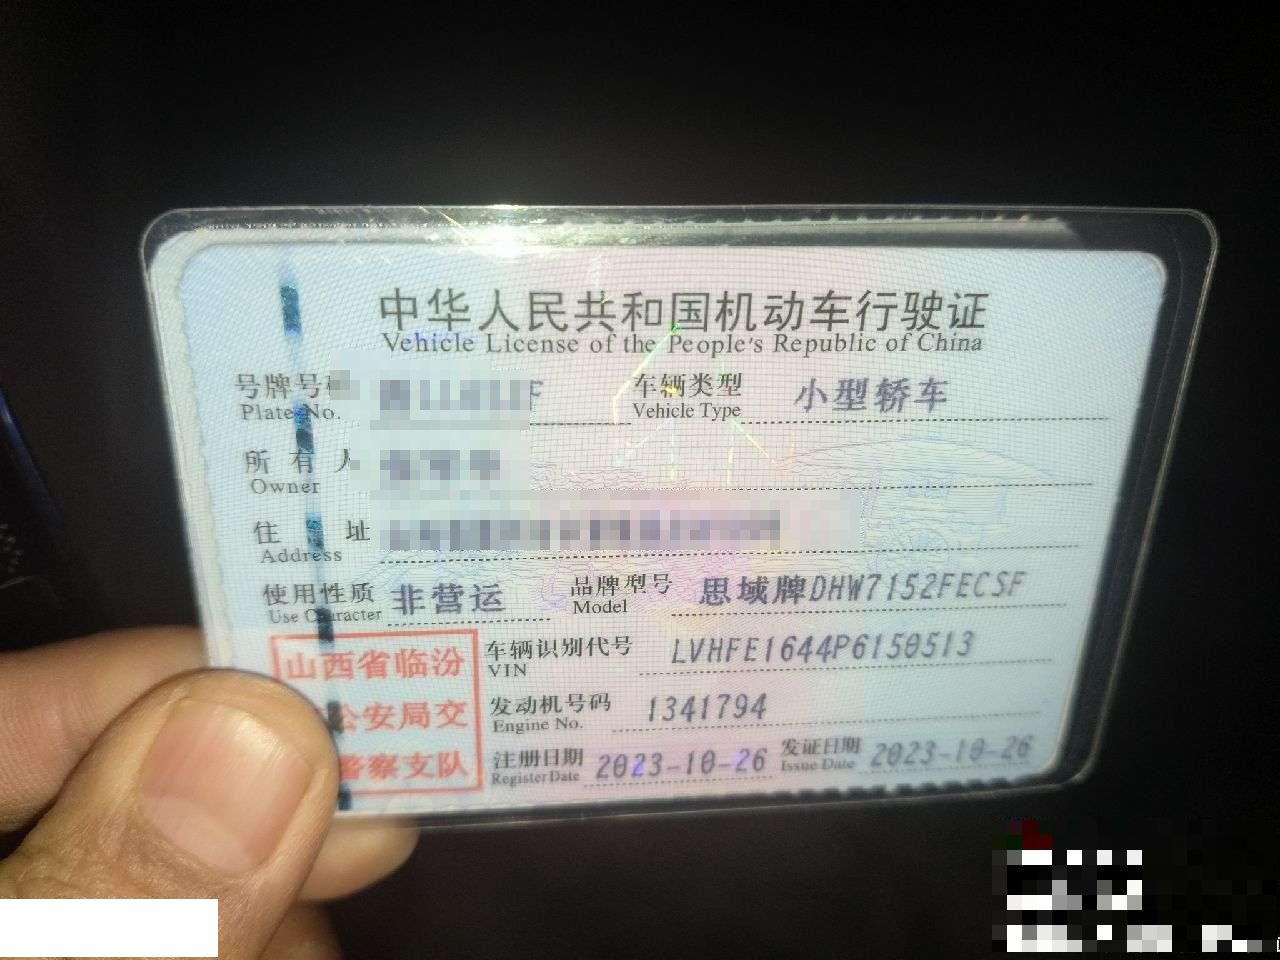 中华人民共和国机动车行驶证
Vehicle License of the People's Republic of China
号牌号 车辆类型 小型轿车
Plate No. Vehicle Type
所有人
Owner
住址
Address
使用性质 非营运 品牌型号 思域牌DHW7152FECSF
Use Character Model
山西省临汾 车辆识别代号 LVHFE1644P6150513
VIN
公安局交 发动机号码 1341794
Engine No.
警察支队 注册日期 2023-10-26 发证日期 2023-10-26
Register Date Issue Date